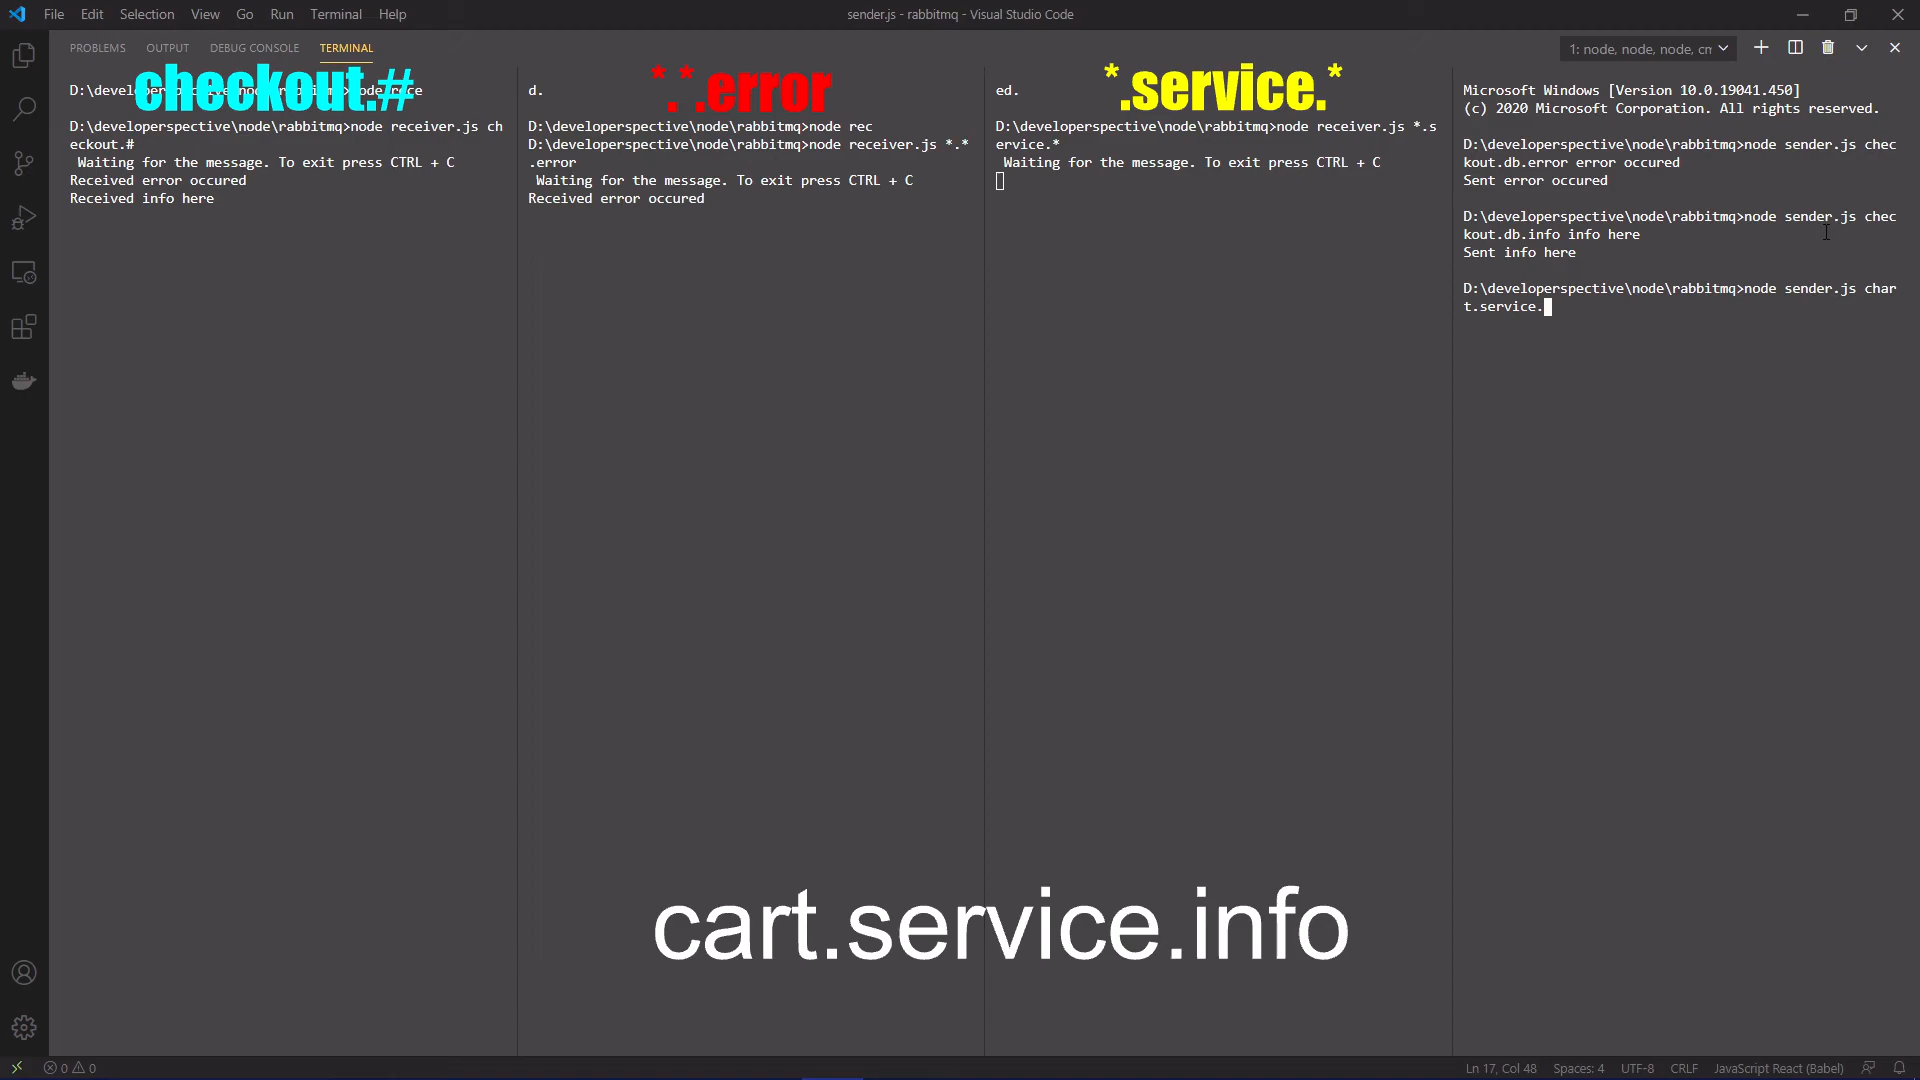 File Edit Selection View Go Run Terminal Help
sender.js - rabbitmq - Visual Studio Code
PROBLEMS OUTPUT DEBUG CONSOLE TERMINAL
1: node, node, node, cm
checkout.#
D:\develo
ece
D:\developerspective\node\rabbitmq>node receiver.js ch
eckout.#
Waiting for the message. To exit press CTRL + C
Received error occured
Received info here
*.*.error
d.
D:\developerspective\node\rabbitmq>node rec
D:\developerspective\node\rabbitmq>node receiver.js *.*
.error
Waiting for the message. To exit press CTRL + C
Received error occured
*.service.*
ed.
D:\developerspective\node\rabbitmq>node receiver.js *.s
ervice.*
Waiting for the message. To exit press CTRL + C
Microsoft Windows [Version 10.0.19041.450]
(c) 2020 Microsoft Corporation. All rights reserved.
D:\developerspective\node\rabbitmq>node sender.js chec
kout.db.error error occured
Sent error occured
D:\developerspective\node\rabbitmq>node sender.js chec
kout.db.info info here
Sent info here
D:\developerspective\node\rabbitmq>node sender.js char
t.service.
cart.service.info
0 0
Ln 17, Col 48 Spaces: 4 UTF-8 CRLF JavaScript React (Babel)